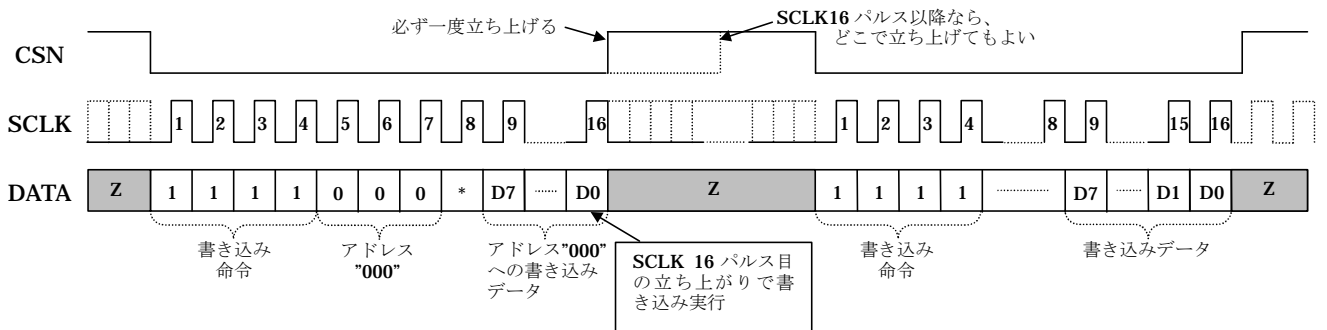 必ず一度立ち上げる
SCLK16 パルス以降なら、
どこで立ち上げてもよい
CSN
SCLK
1 2 3 4 5 6 7 8 9 16 1 2 3 4 8 9 15 16
DATA
Z 1 1 1 1 0 0 0 * D7 ...... D0 Z 1 1 1 1 ............ D7 ...... D1 D0 Z
書き込み
命令
アドレス
"000"
アドレス"000"
への書き込み
データ
SCLK 16 パルス目
の立ち上がりで書
き込み実行
書き込み
命令
書き込みデータ